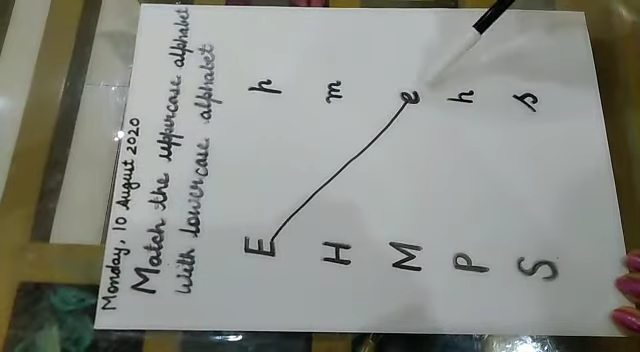 Monday, 10 August 2020
Match the uppercase alphabet
with lowercase alphabet
E p
H m
M e
P h
S s